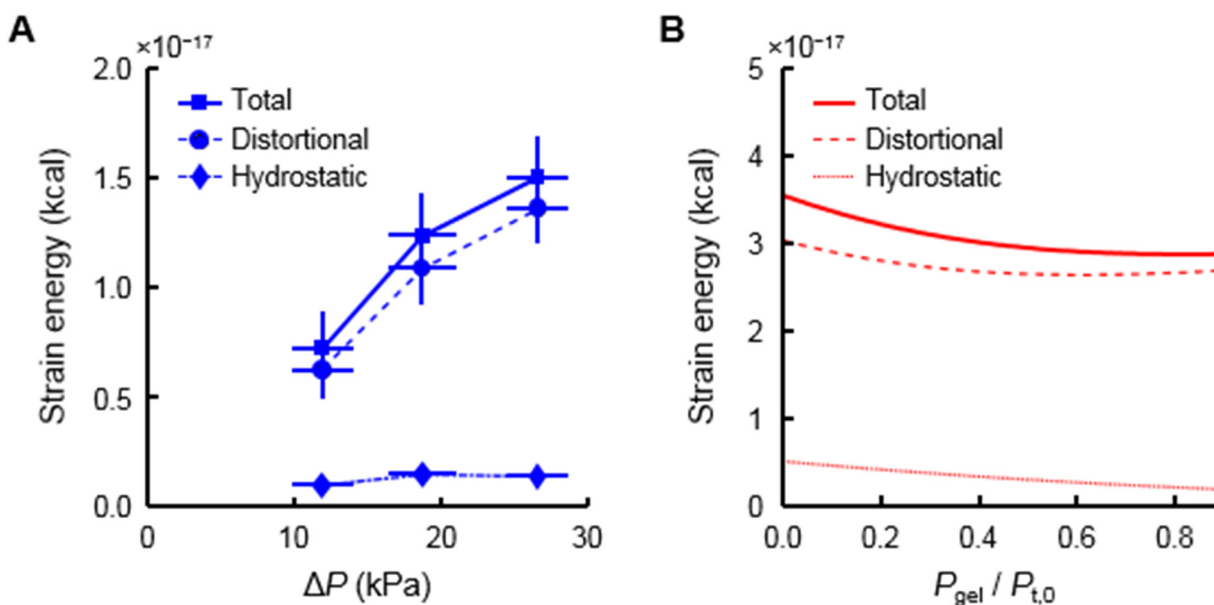 A
×10⁻¹⁷
2.0
1.5
1.0
0.5
0.0
Strain energy (kcal)
Total
Distortional
Hydrostatic
0 10 20 30
ΔP (kPa)
B
×10⁻¹⁷
5
4
3
2
1
0
Strain energy (kcal)
Total
Distortional
Hydrostatic
0.0 0.2 0.4 0.6 0.8
Pgel / Pt,0